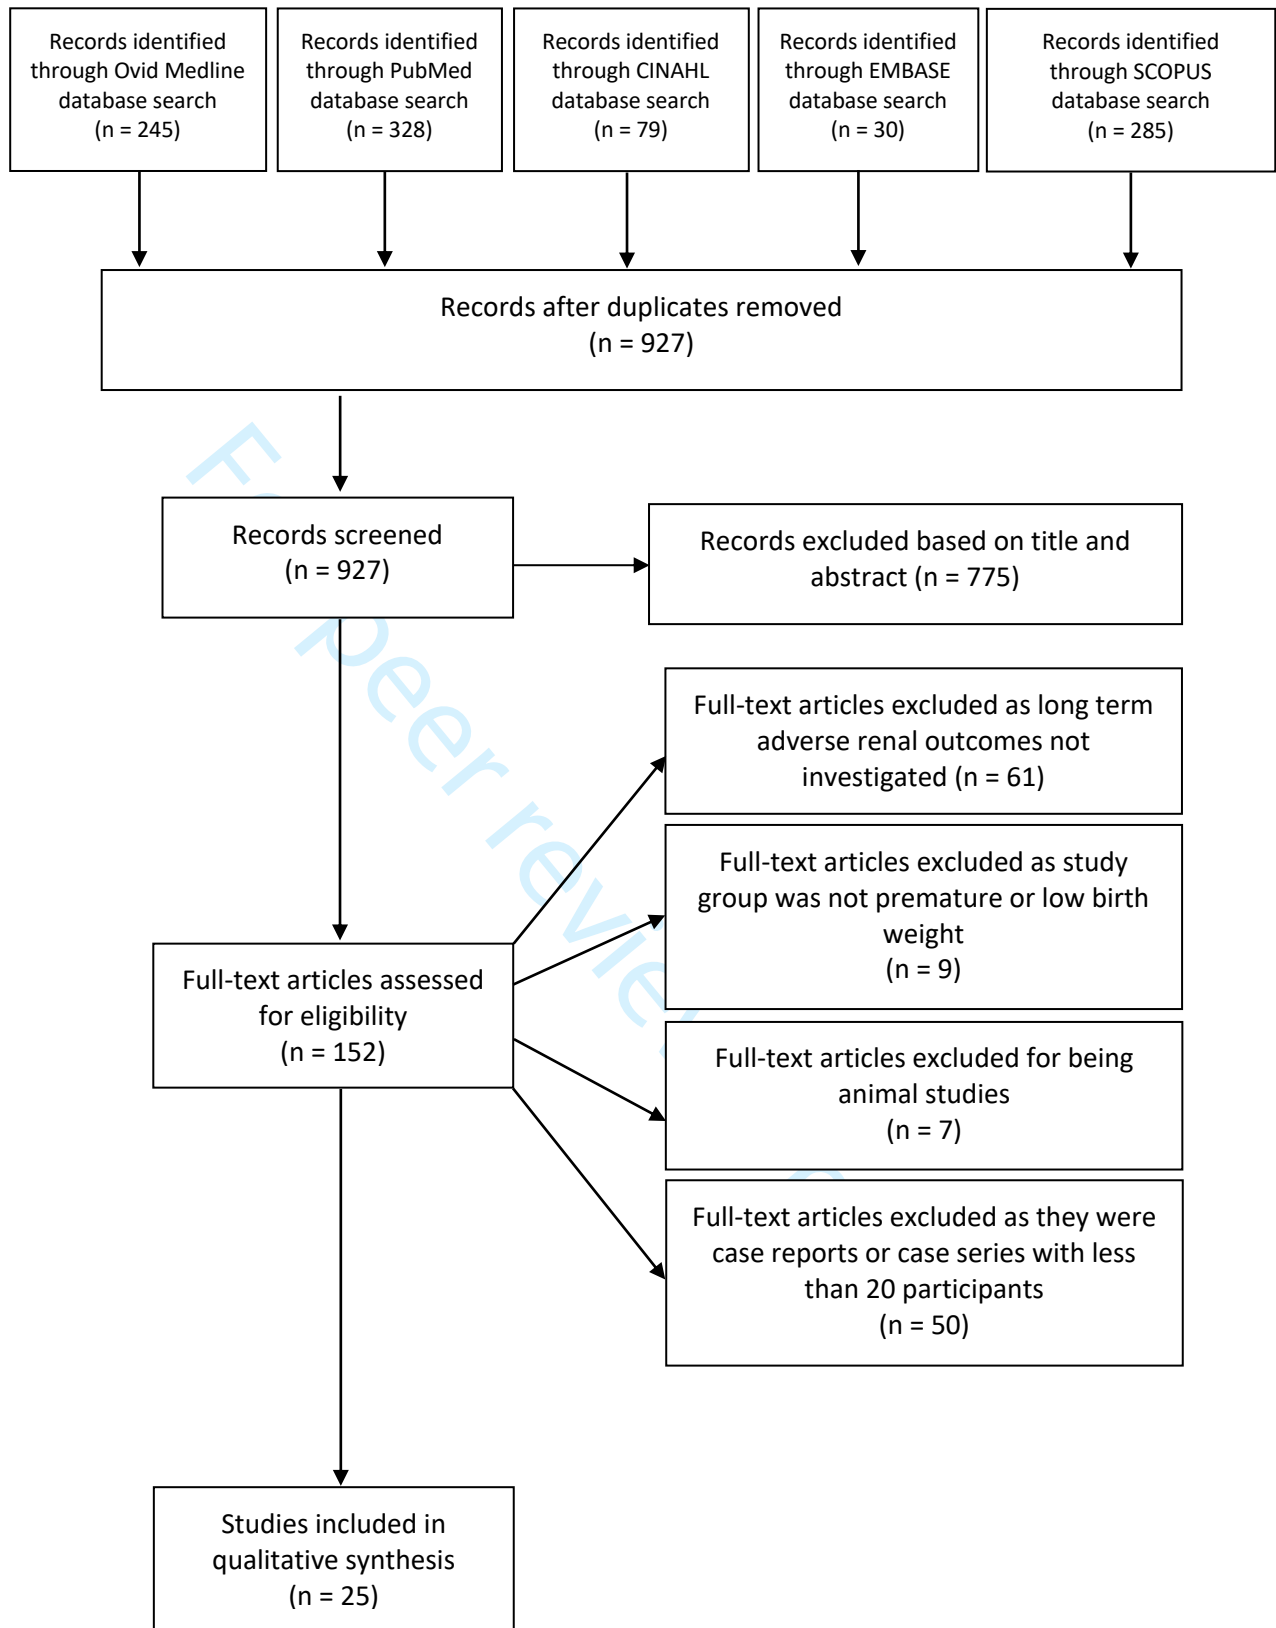 Records identified
through Ovid Medline
database search
(n = 245)
Records identified
through PubMed
database search
(n = 328)
Records identified
through CINAHL
database search
(n = 79)
Records identified
through EMBASE
database search
(n = 30)
Records identified
through SCOPUS
database search
(n = 285)
Records after duplicates removed
(n = 927)
Records screened
(n = 927)
Records excluded based on title and
abstract (n = 775)
Full-text articles excluded as long term
adverse renal outcomes not
investigated (n = 61)
Full-text articles excluded as study
group was not premature or low birth
weight
(n = 9)
Full-text articles assessed
for eligibility
(n = 152)
Full-text articles excluded for being
animal studies
(n = 7)
Full-text articles excluded as they were
case reports or case series with less
than 20 participants
(n = 50)
Studies included in
qualitative synthesis
(n = 25)
peer review